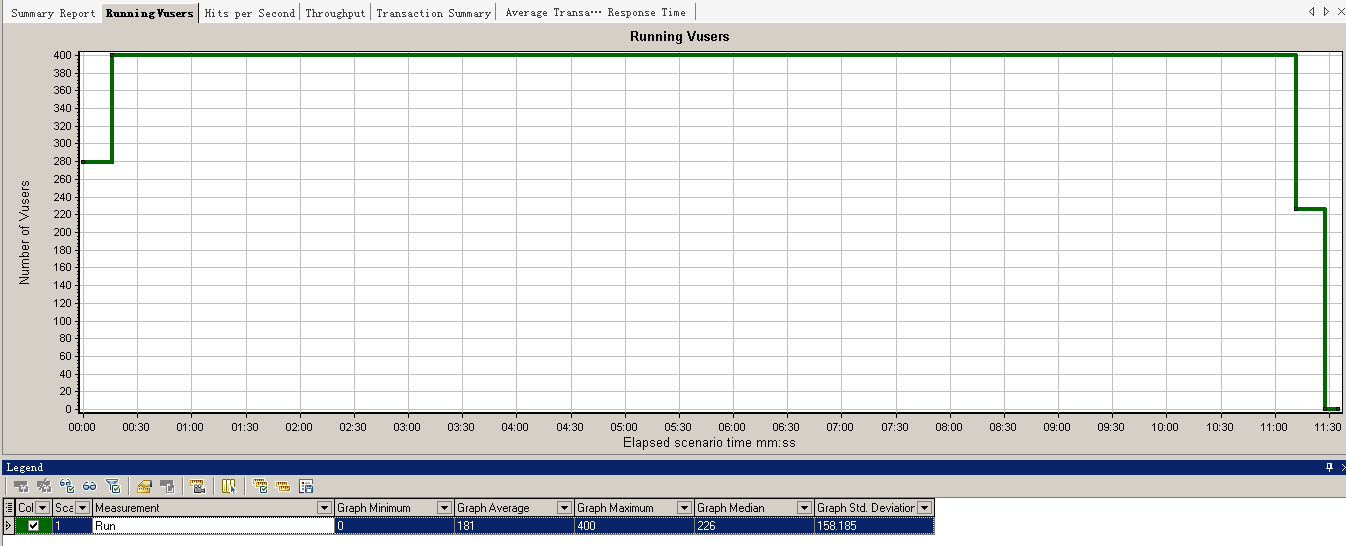 Summary Report Running Vusers Hits per Second Throughput Transaction Summary Average Transa··· Response Time
Running Vusers
400
380
360
340
320
300
280
260
240
220
200
180
160
140
120
100
80
60
40
20
0
Number of Vusers
00:00 00:30 01:00 01:30 02:00 02:30 03:00 03:30 04:00 04:30 05:00 05:30 06:00 06:30 07:00 07:30 08:00 08:30 09:00 09:30 10:00 10:30 11:00 11:30
Elapsed scenario time mm:ss
Legend
Col Sca Measurement Graph Minimum Graph Average Graph Maximum Graph Median Graph Std. Deviation
1 Run 0 181 400 226 158.185